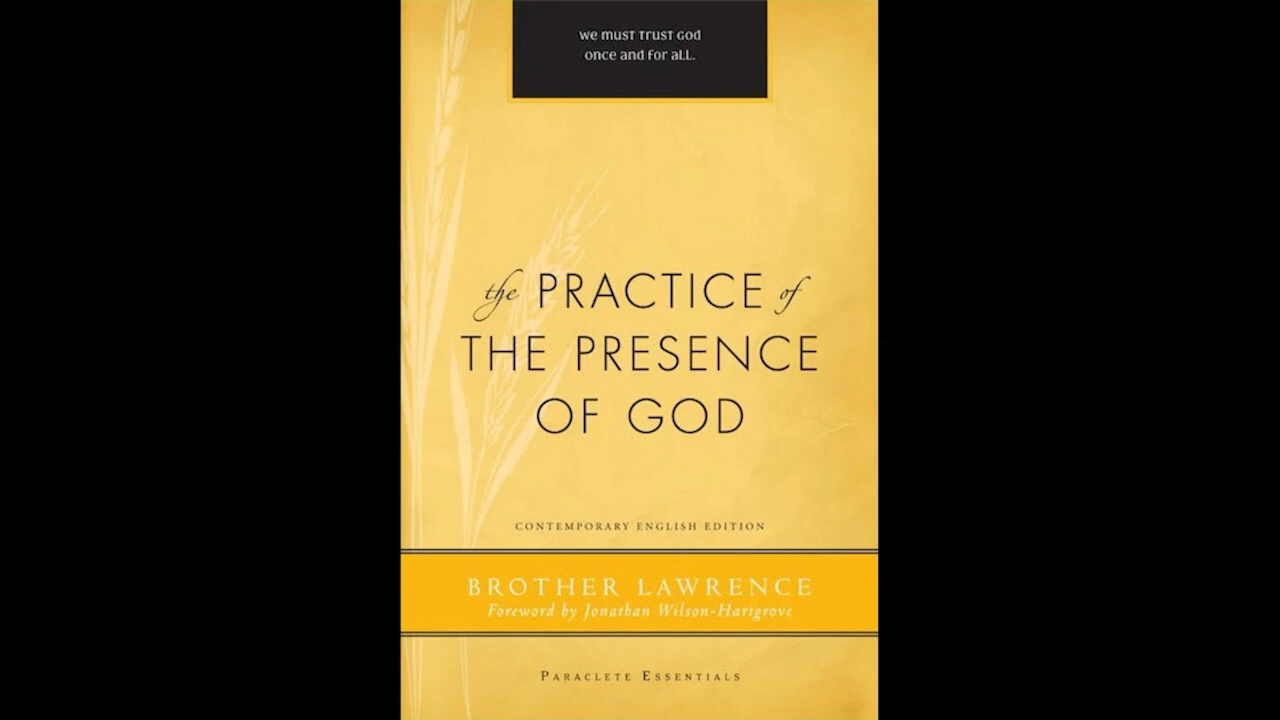 we must trust god
once and for all.
the PRACTICE of
THE PRESENCE
OF GOD
CONTEMPORARY ENGLISH EDITION
BROTHER LAWRENCE
Foreword by Jonathan Wilson-Hartgrove
PARACLETE ESSENTIALS